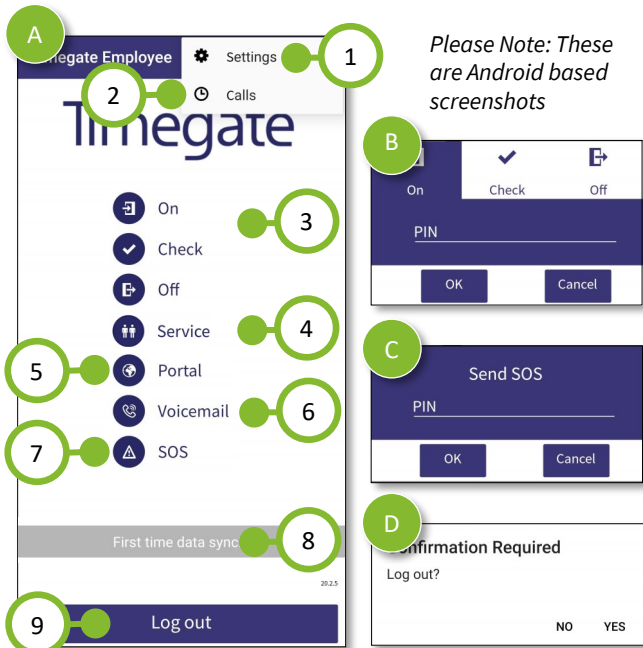 A
Timegate Employee
Settings
1
2
Calls
Timegate
Please Note: These
are Android based
screenshots
On
3
Check
Off
4
Service
5
Portal
6
Voicemail
7
SOS
First time data sync
8
20.2.5
9
Log out
B
On
Check
Off
PIN
OK
Cancel
C
Send SOS
PIN
OK
Cancel
D
Confirmation Required
Log out?
NO YES